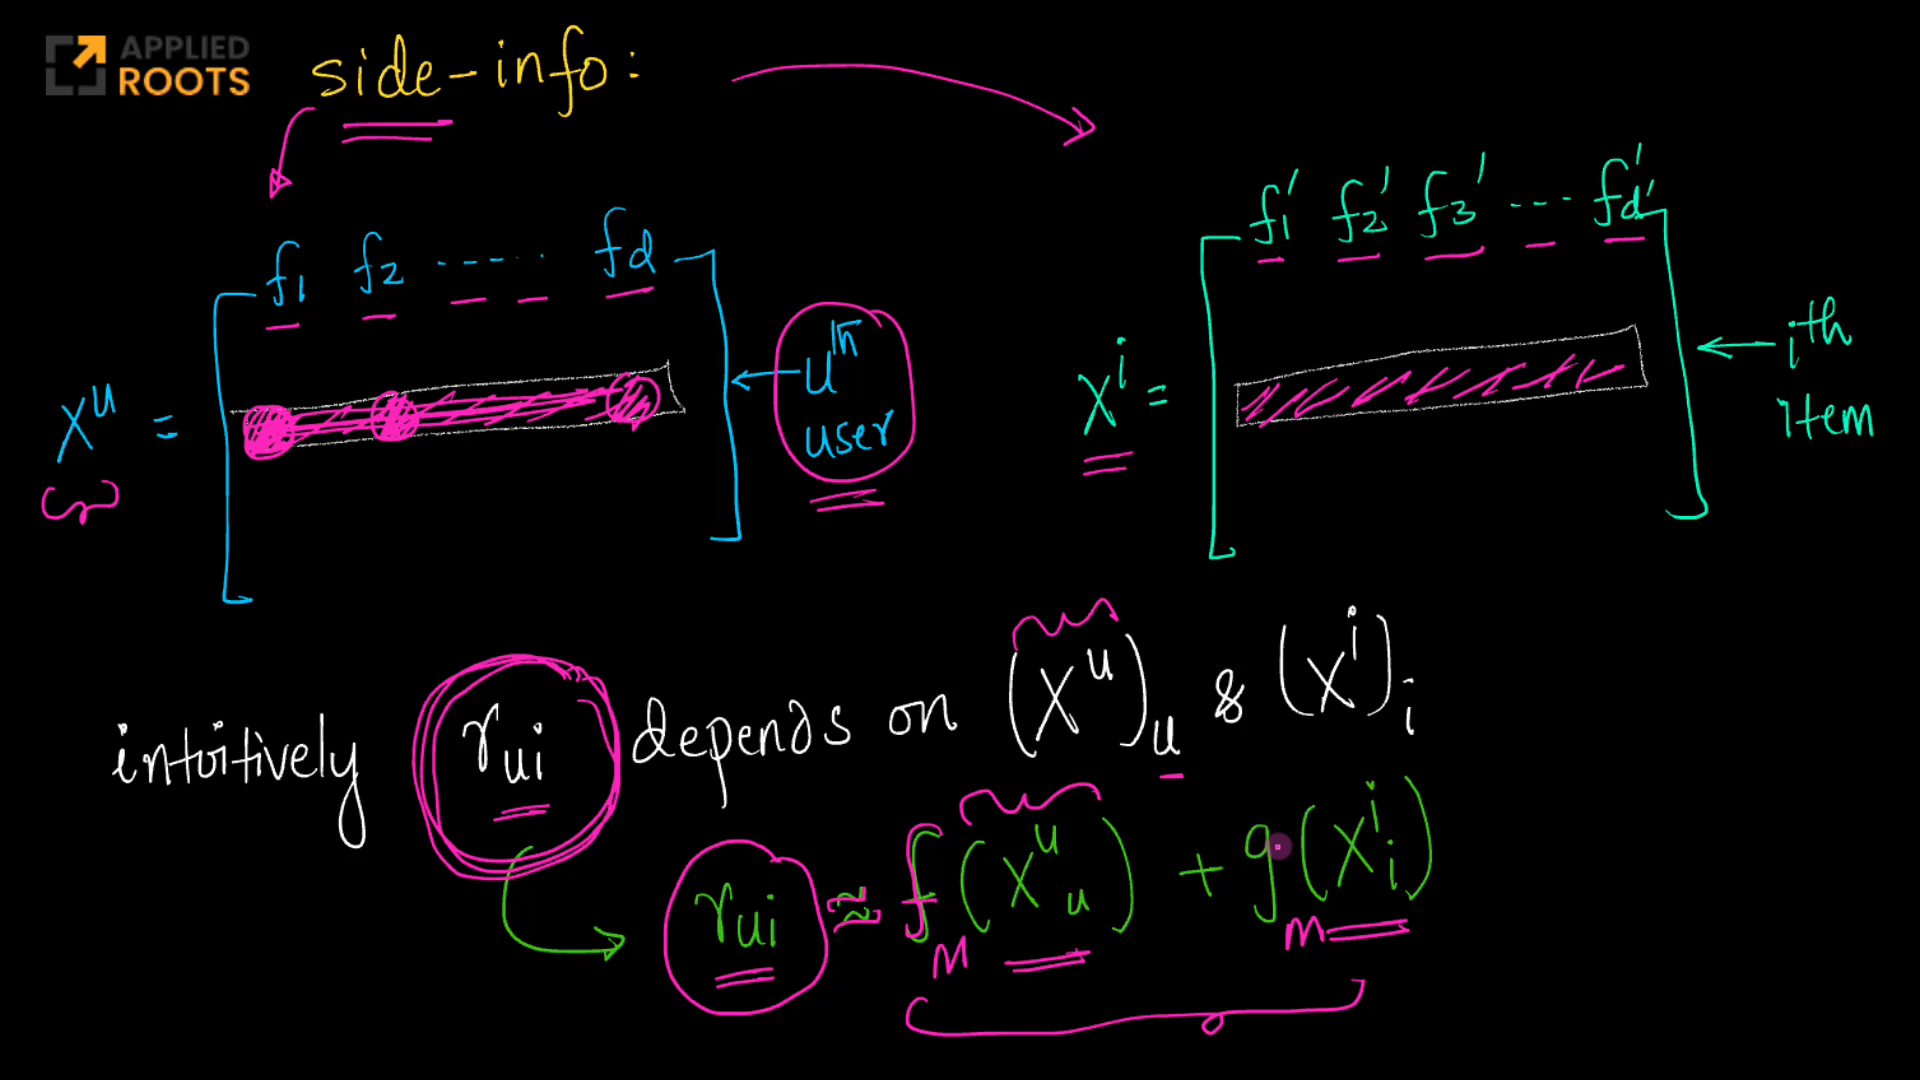 APPLIED
ROOTS
side-info:
f1 f2 ----- fd
f1' f2' f3' --- fd'
X^u = ← u^th user
X^i = ← i^th item
intuitively r_ui depends on (X^u)_u & (X^i)_i
r_ui ≈ f_M(X^u_u) + g_M(X^i_i)